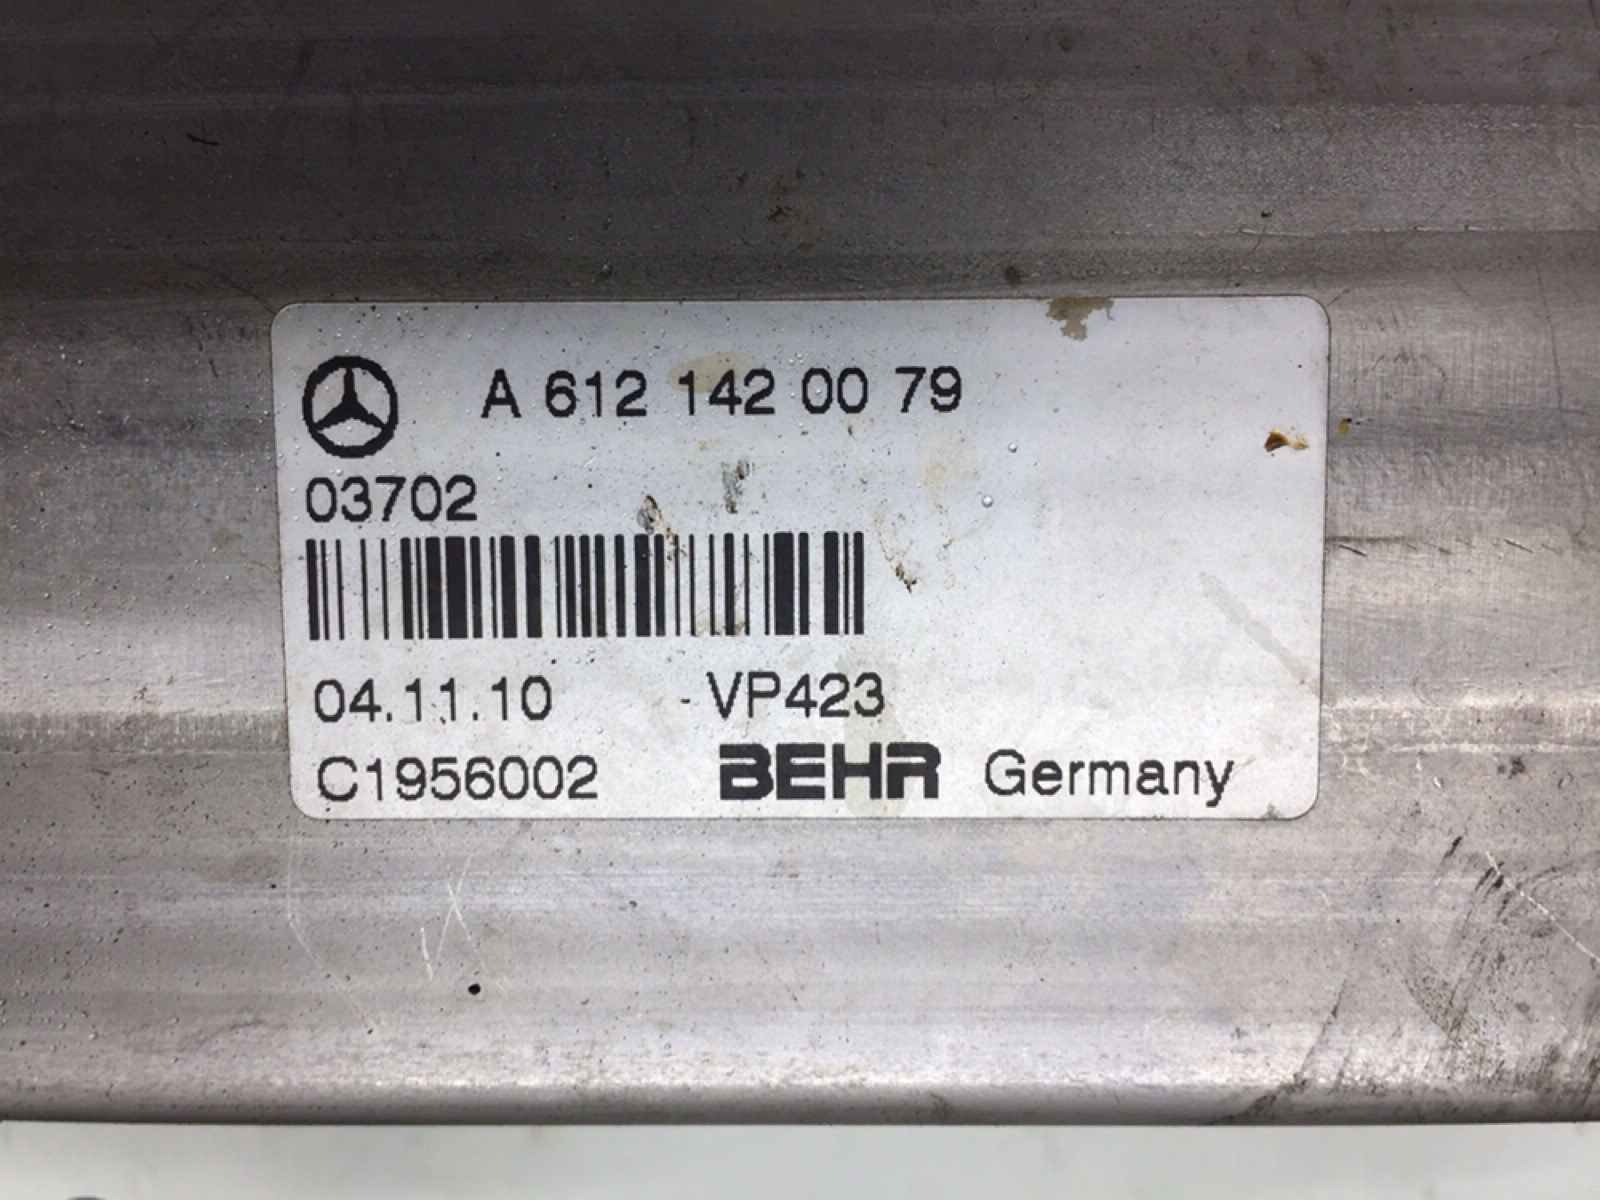 A 612 142 00 79
03702
04.11.10 - VP423
C1956002 BEHR Germany